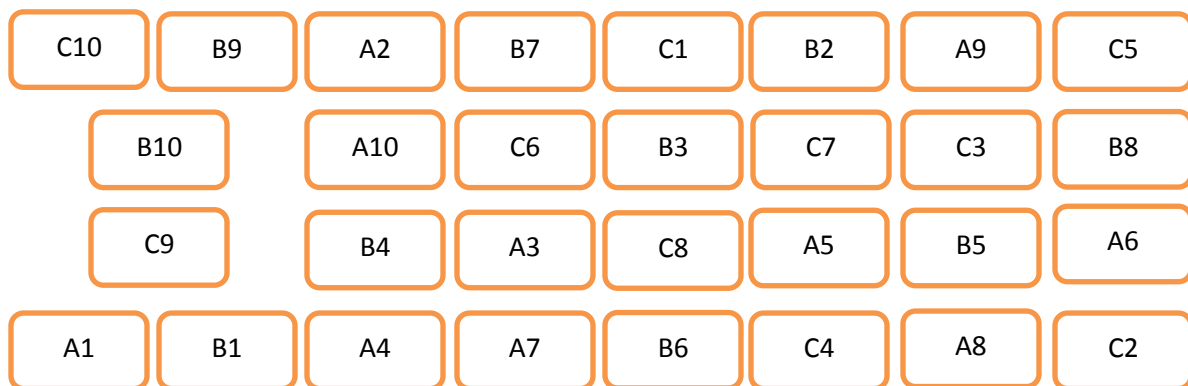 C10 B9 A2 B7 C1 B2 A9 C5
B10 A10 C6 B3 C7 C3 B8
C9 B4 A3 C8 A5 B5 A6
A1 B1 A4 A7 B6 C4 A8 C2